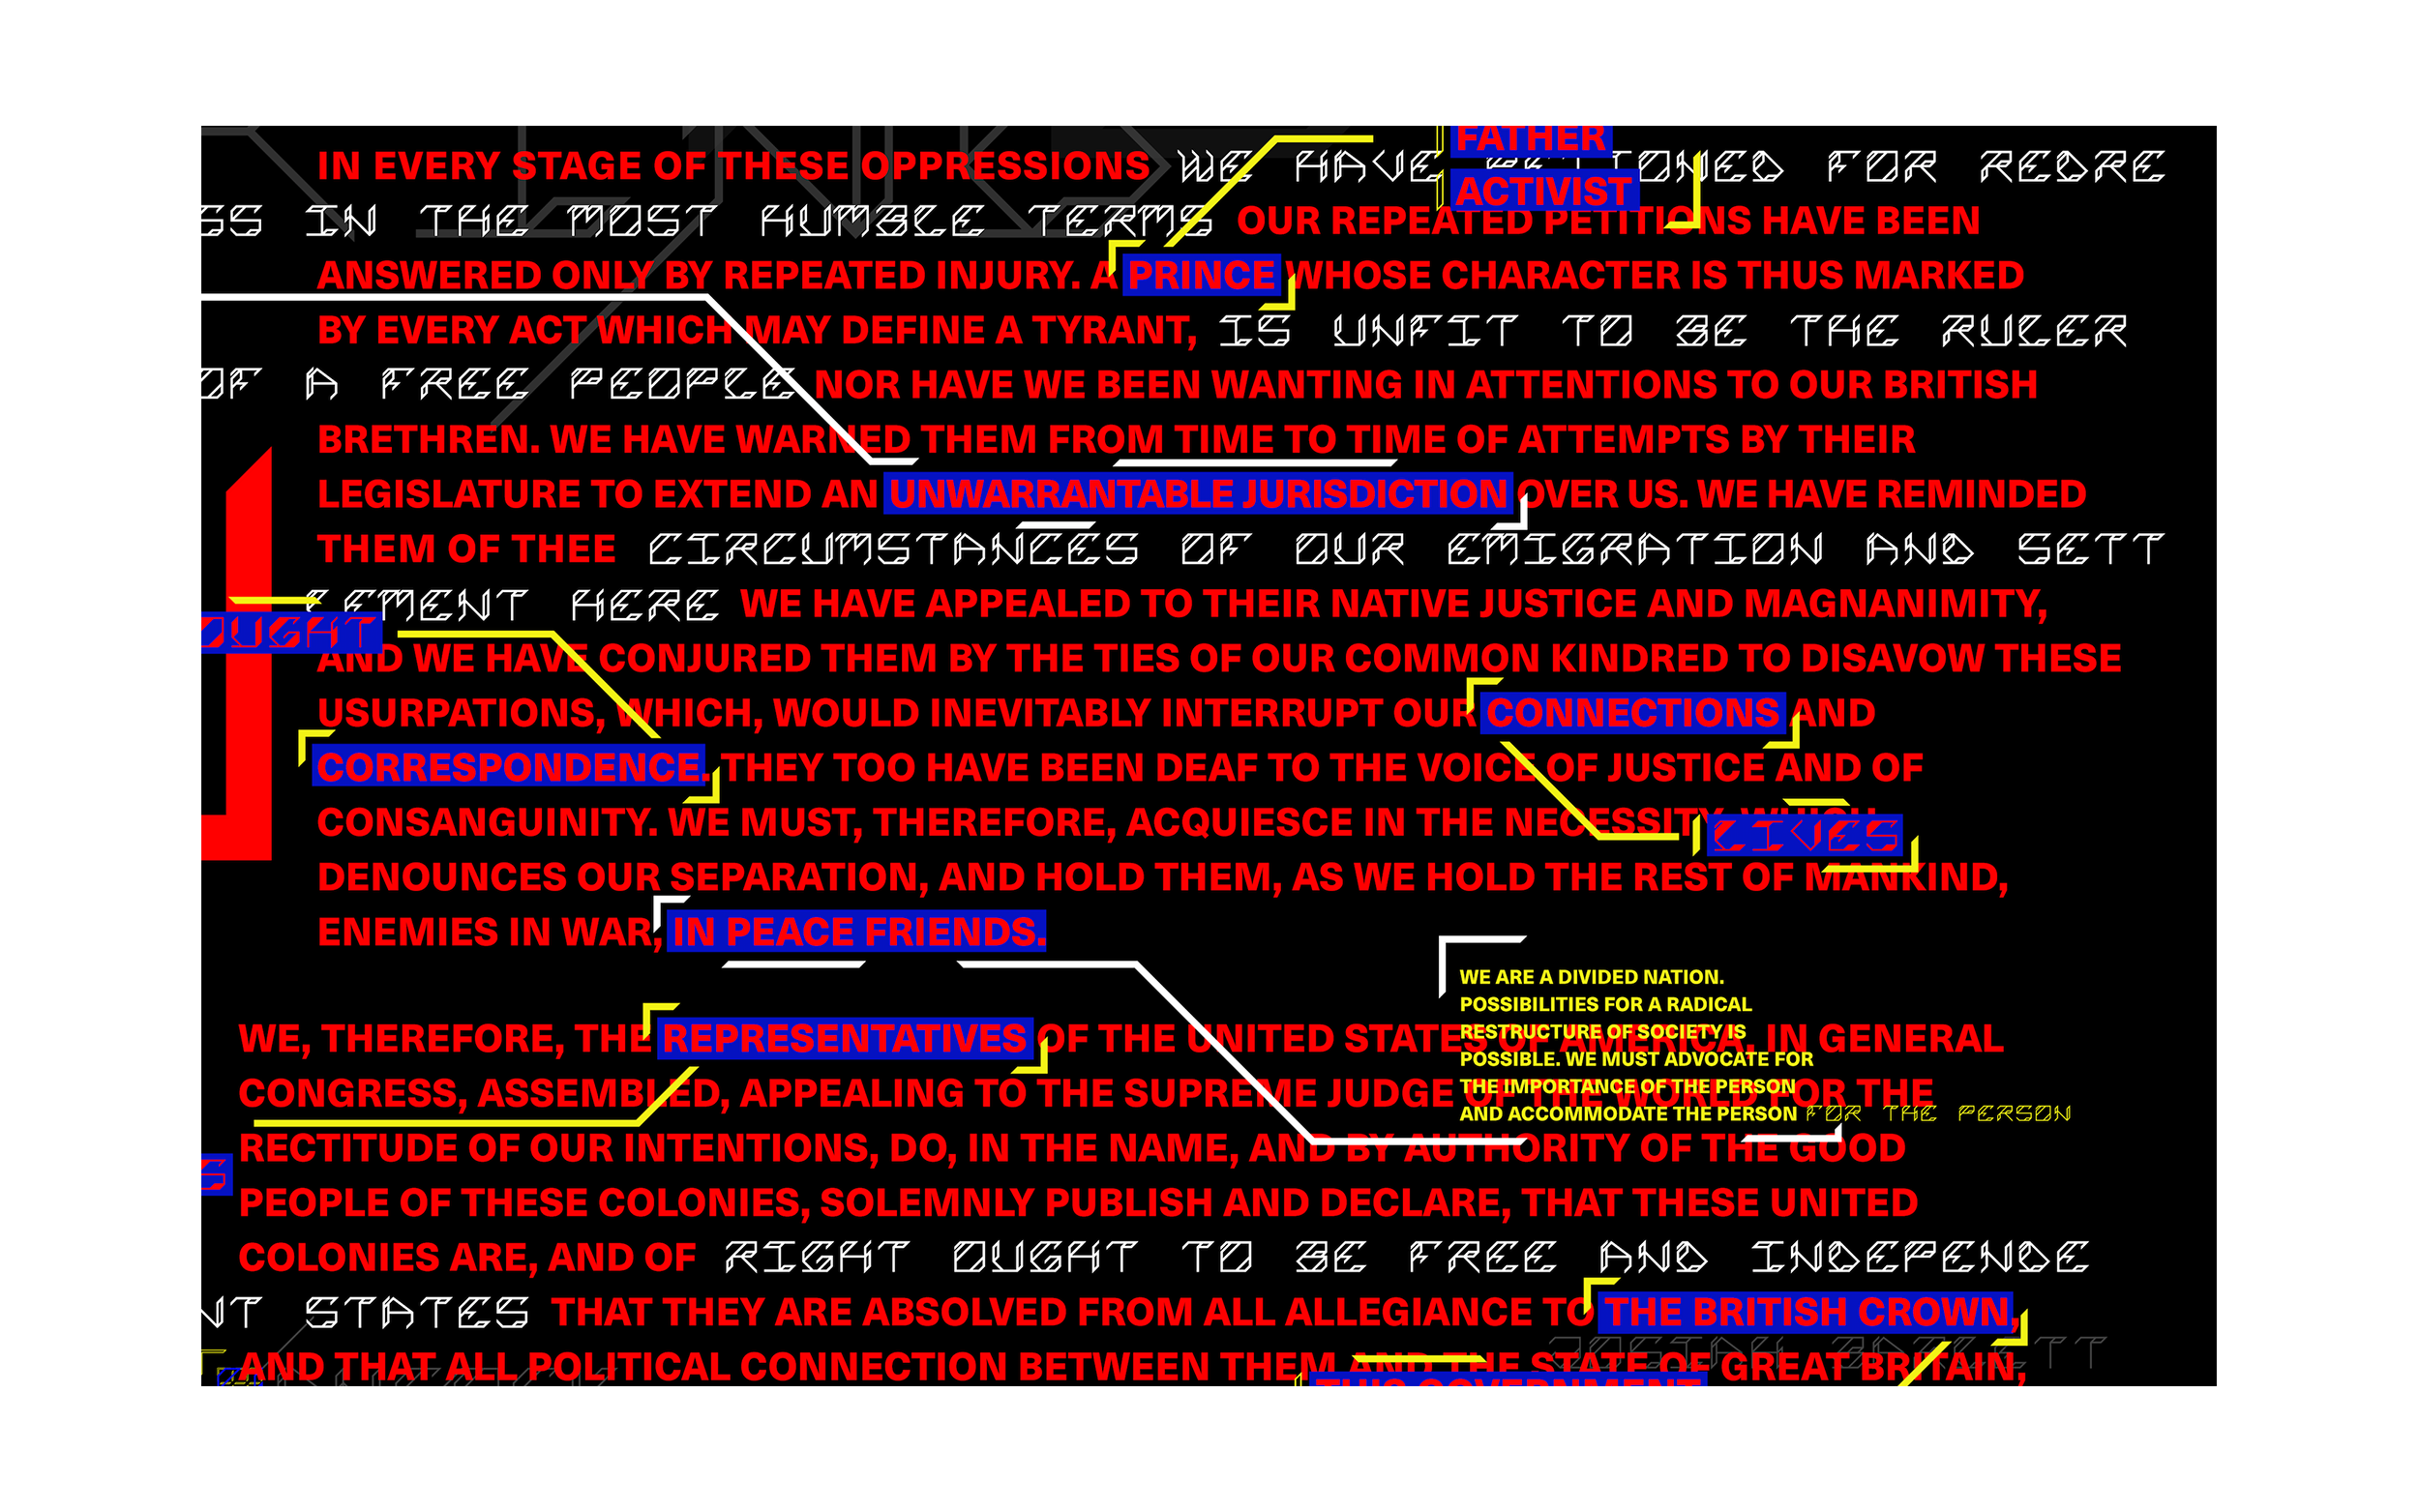 FATHER
IN EVERY STAGE OF THESE OPPRESSIONS WE HAVE PETITIONED FOR REDRE
ACTIVIST
SS IN THE MOST HUMBLE TERMS OUR REPEATED PETITIONS HAVE BEEN
ANSWERED ONLY BY REPEATED INJURY. A PRINCE WHOSE CHARACTER IS THUS MARKED
BY EVERY ACT WHICH MAY DEFINE A TYRANT, IS UNFIT TO BE THE RULER
OF A FREE PEOPLE NOR HAVE WE BEEN WANTING IN ATTENTIONS TO OUR BRITISH
BRETHREN. WE HAVE WARNED THEM FROM TIME TO TIME OF ATTEMPTS BY THEIR
LEGISLATURE TO EXTEND AN UNWARRANTABLE JURISDICTION OVER US. WE HAVE REMINDED
THEM OF THEE CIRCUMSTANCES OF OUR EMIGRATION AND SETT
LEMENT HERE WE HAVE APPEALED TO THEIR NATIVE JUSTICE AND MAGNANIMITY,
OUGHT
AND WE HAVE CONJURED THEM BY THE TIES OF OUR COMMON KINDRED TO DISAVOW THESE
USURPATIONS, WHICH, WOULD INEVITABLY INTERRUPT OUR CONNECTIONS AND
CORRESPONDENCE. THEY TOO HAVE BEEN DEAF TO THE VOICE OF JUSTICE AND OF
CONSANGUINITY. WE MUST, THEREFORE, ACQUIESCE IN THE NECESSITY, WHICH
LIVES
DENOUNCES OUR SEPARATION, AND HOLD THEM, AS WE HOLD THE REST OF MANKIND,
ENEMIES IN WAR, IN PEACE FRIENDS.
WE ARE A DIVIDED NATION.
POSSIBILITIES FOR A RADICAL
RESTRUCTURE OF SOCIETY IS
POSSIBLE. WE MUST ADVOCATE FOR
THE IMPORTANCE OF THE PERSON
AND ACCOMMODATE THE PERSON FOR THE PERSON
WE, THEREFORE, THE REPRESENTATIVES OF THE UNITED STATES OF AMERICA. IN GENERAL
CONGRESS, ASSEMBLED, APPEALING TO THE SUPREME JUDGE OF THE WORLD FOR THE
RECTITUDE OF OUR INTENTIONS, DO, IN THE NAME, AND BY AUTHORITY OF THE GOOD
S
PEOPLE OF THESE COLONIES, SOLEMNLY PUBLISH AND DECLARE, THAT THESE UNITED
COLONIES ARE, AND OF RIGHT OUGHT TO BE FREE AND INDEPENDE
NT STATES THAT THEY ARE ABSOLVED FROM ALL ALLEGIANCE TO THE BRITISH CROWN,
JOSIAH BARTLETT
AND THAT ALL POLITICAL CONNECTION BETWEEN THEM AND THE STATE OF GREAT BRITAIN,
THIS GOVERNMENT